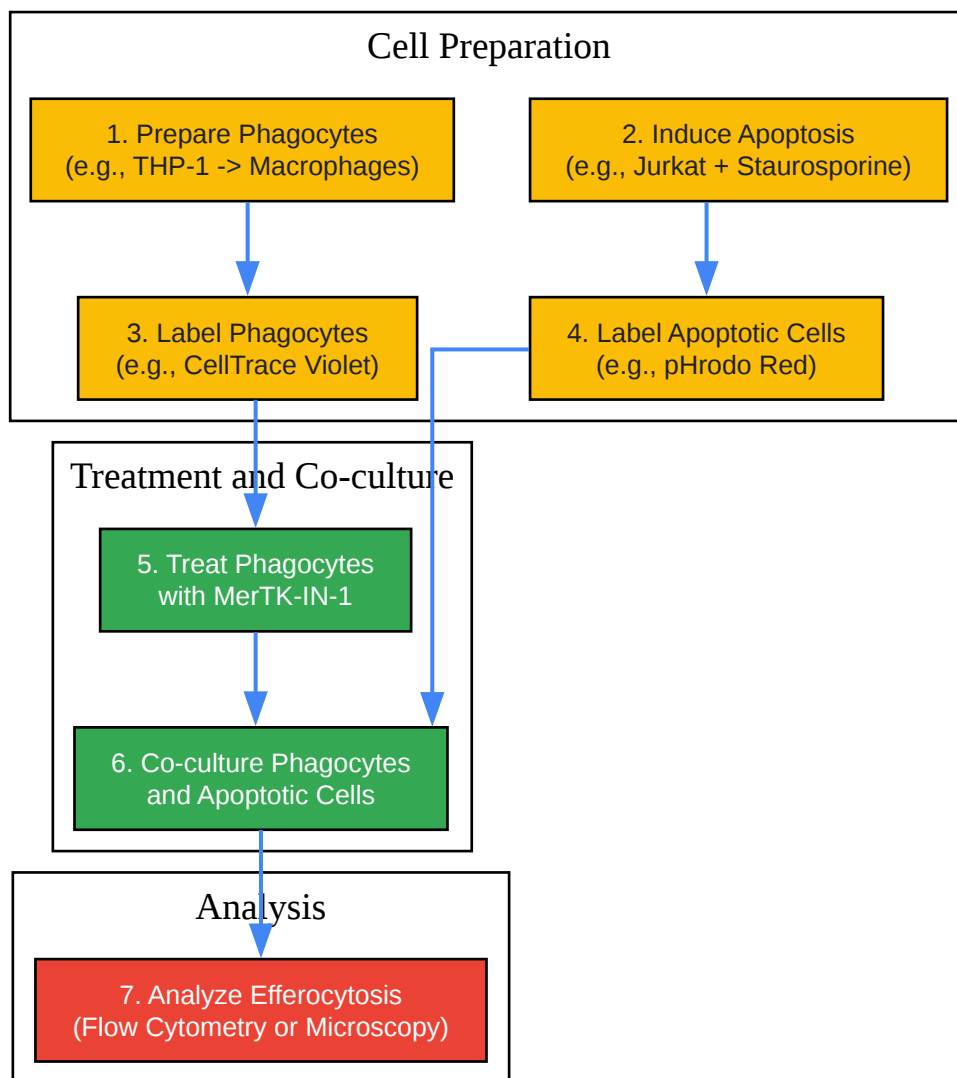 Cell Preparation
1. Prepare Phagocytes
(e.g., THP-1 -> Macrophages)
2. Induce Apoptosis
(e.g., Jurkat + Staurosporine)
3. Label Phagocytes
(e.g., CellTrace Violet)
4. Label Apoptotic Cells
(e.g., pHrodo Red)
Treatment and Co-culture
5. Treat Phagocytes
with MerTK-IN-1
6. Co-culture Phagocytes
and Apoptotic Cells
Analysis
7. Analyze Efferocytosis
(Flow Cytometry or Microscopy)